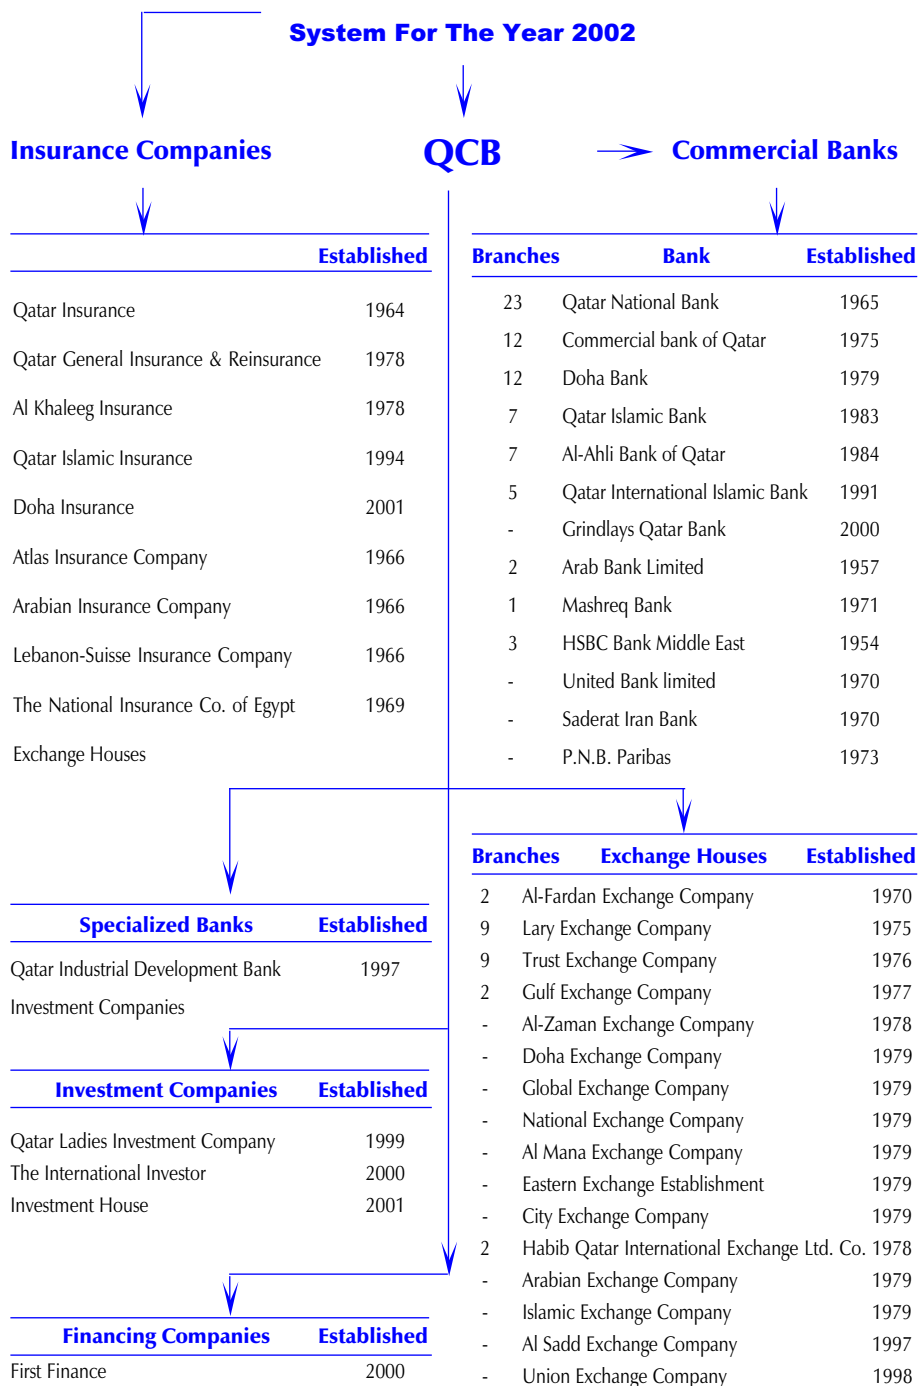 System For The Year 2002
Insurance Companies
QCB
Commercial Banks
Established
Qatar Insurance 1964
Qatar General Insurance & Reinsurance 1978
Al Khaleeg Insurance 1978
Qatar Islamic Insurance 1994
Doha Insurance 2001
Atlas Insurance Company 1966
Arabian Insurance Company 1966
Lebanon-Suisse Insurance Company 1966
The National Insurance Co. of Egypt 1969
Exchange Houses
Branches Bank Established
23 Qatar National Bank 1965
12 Commercial bank of Qatar 1975
12 Doha Bank 1979
7 Qatar Islamic Bank 1983
7 Al-Ahli Bank of Qatar 1984
5 Qatar International Islamic Bank 1991
- Grindlays Qatar Bank 2000
2 Arab Bank Limited 1957
1 Mashreq Bank 1971
3 HSBC Bank Middle East 1954
- United Bank limited 1970
- Saderat Iran Bank 1970
- P.N.B. Paribas 1973
Specialized Banks Established
Qatar Industrial Development Bank 1997
Investment Companies
Investment Companies Established
Qatar Ladies Investment Company 1999
The International Investor 2000
Investment House 2001
Financing Companies Established
First Finance 2000
Branches Exchange Houses Established
2 Al-Fardan Exchange Company 1970
9 Lary Exchange Company 1975
9 Trust Exchange Company 1976
2 Gulf Exchange Company 1977
- Al-Zaman Exchange Company 1978
- Doha Exchange Company 1979
- Global Exchange Company 1979
- National Exchange Company 1979
- Al Mana Exchange Company 1979
- Eastern Exchange Establishment 1979
- City Exchange Company 1979
2 Habib Qatar International Exchange Ltd. Co. 1978
- Arabian Exchange Company 1979
- Islamic Exchange Company 1979
- Al Sadd Exchange Company 1997
- Union Exchange Company 1998